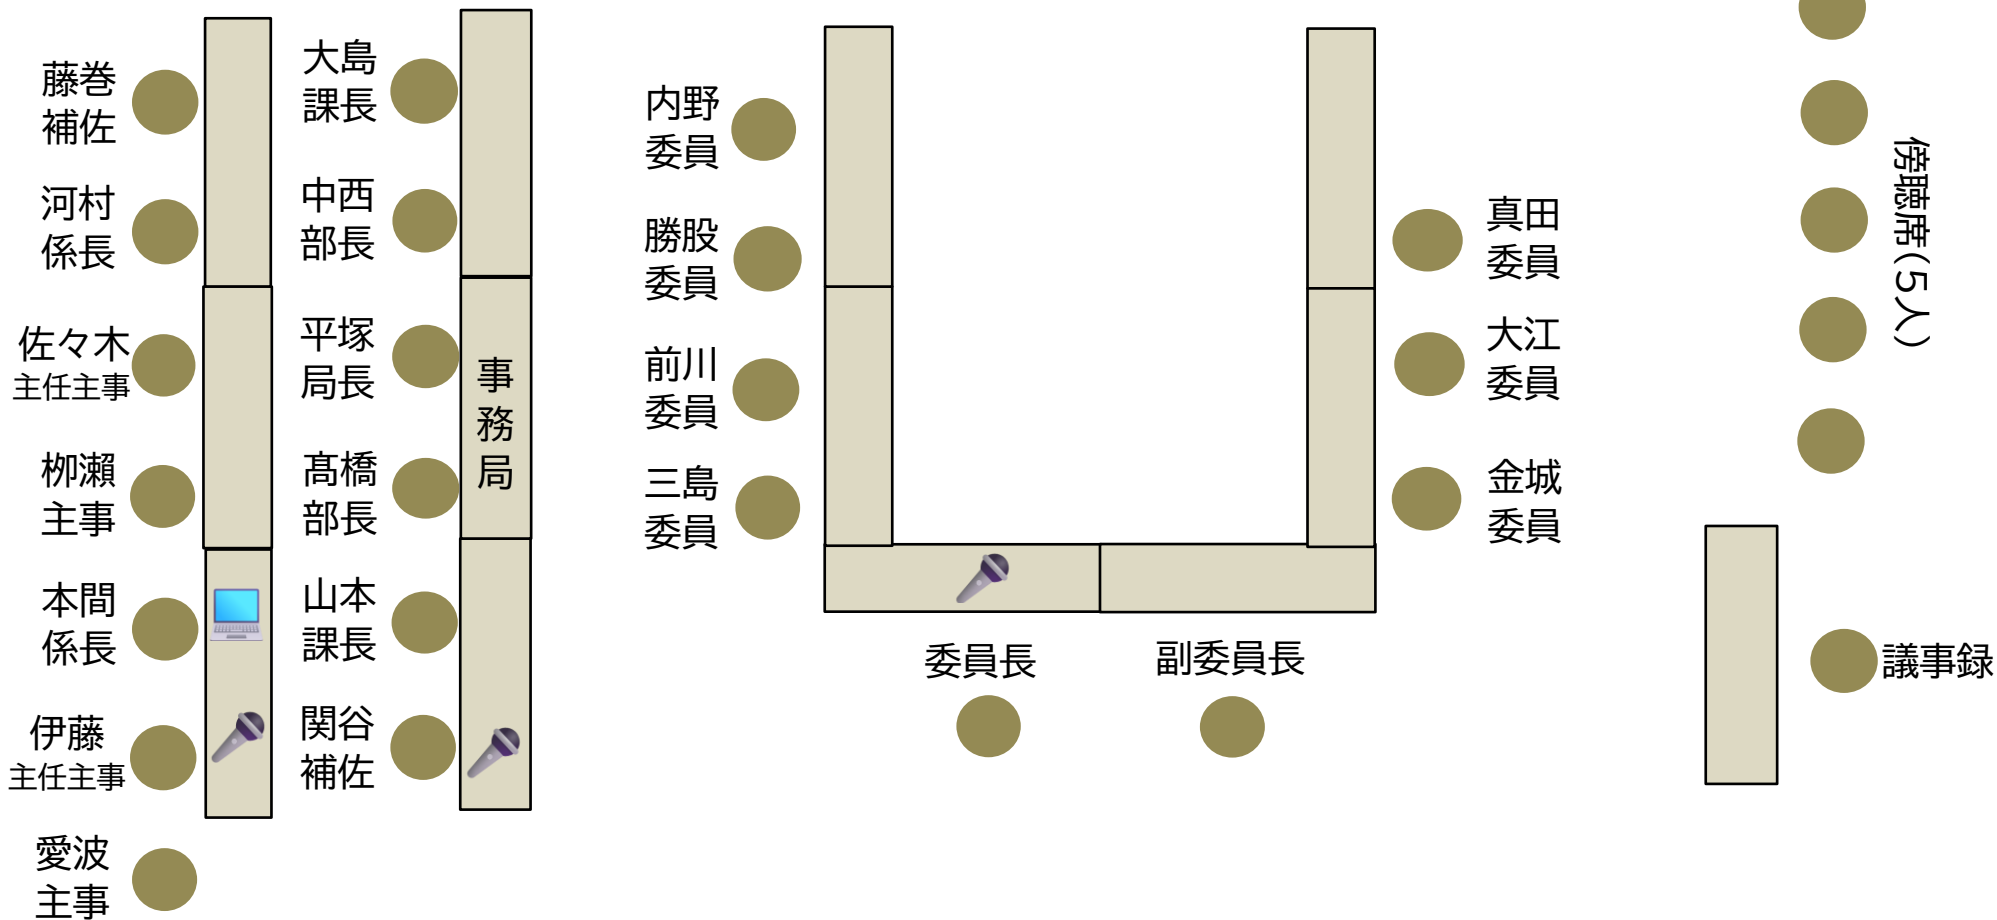 藤巻
補佐
河村
係長
佐々木
主任主事
栁瀬
主事
本間
係長
伊藤
主任主事
愛波
主事
大島
課長
中西
部長
平塚
局長
髙橋
部長
山本
課長
関谷
補佐
事務局
内野
委員
勝股
委員
前川
委員
三島
委員
委員長
副委員長
真田
委員
大江
委員
金城
委員
傍聴席(5人)
議事録